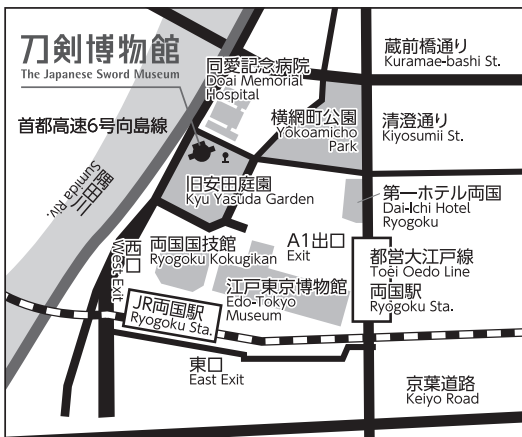 刀剣博物館
The Japanese Sword Museum
首都高速6号向島線
隅田川
Sumida Riv.
同愛記念病院
Doai Memorial
Hospital
横網町公園
Yokoamicho
Park
蔵前橋通り
Kuramae-bashi St.
清澄通り
Kiyosumii St.
旧安田庭園
Kyu Yasuda Garden
第一ホテル両国
Dai-Ichi Hotel
Ryogoku
西口
West Exit
両国国技館
Ryogoku Kokugikan
A1出口
Exit
都営大江戸線
Toei Oedo Line
両国駅
Ryogoku Sta.
江戸東京博物館
Edo-Tokyo
Museum
JR両国駅
Ryogoku Sta.
東口
East Exit
京葉道路
Keiyo Road